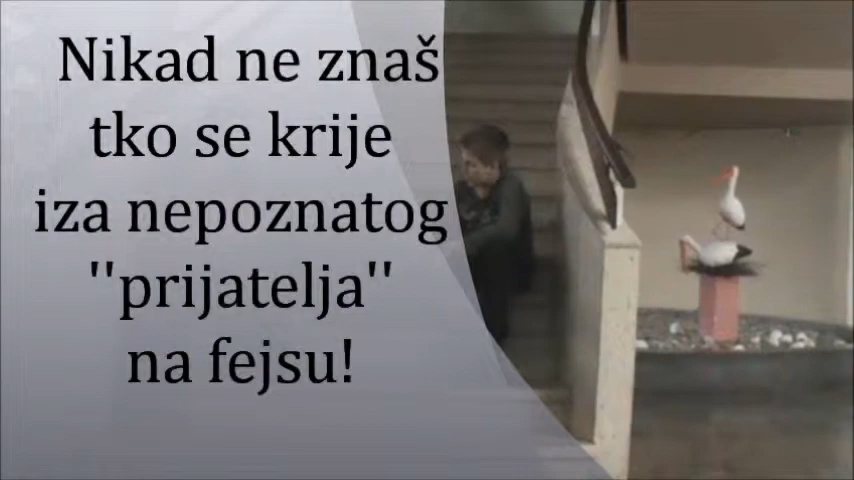 Nikad ne znaš
tko se krije
iza nepoznatog
''prijatelja''
na fejsu!